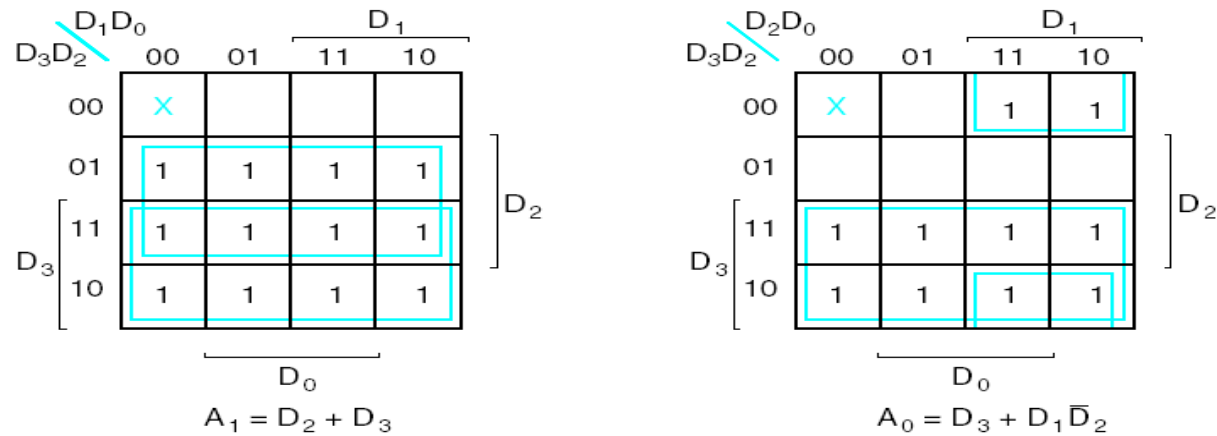 D₁D₀ D₁
D₃D₂ 00 01 11 10
00 X
01 1 1 1 1
D₂
11 1 1 1 1
D₃
10 1 1 1 1
D₀
A₁ = D₂ + D₃
D₂D₀ D₁
D₃D₂ 00 01 11 10
00 X 1 1
01
D₂
11 1 1 1 1
D₃
10 1 1 1 1
D₀
A₀ = D₃ + D₁D̅₂